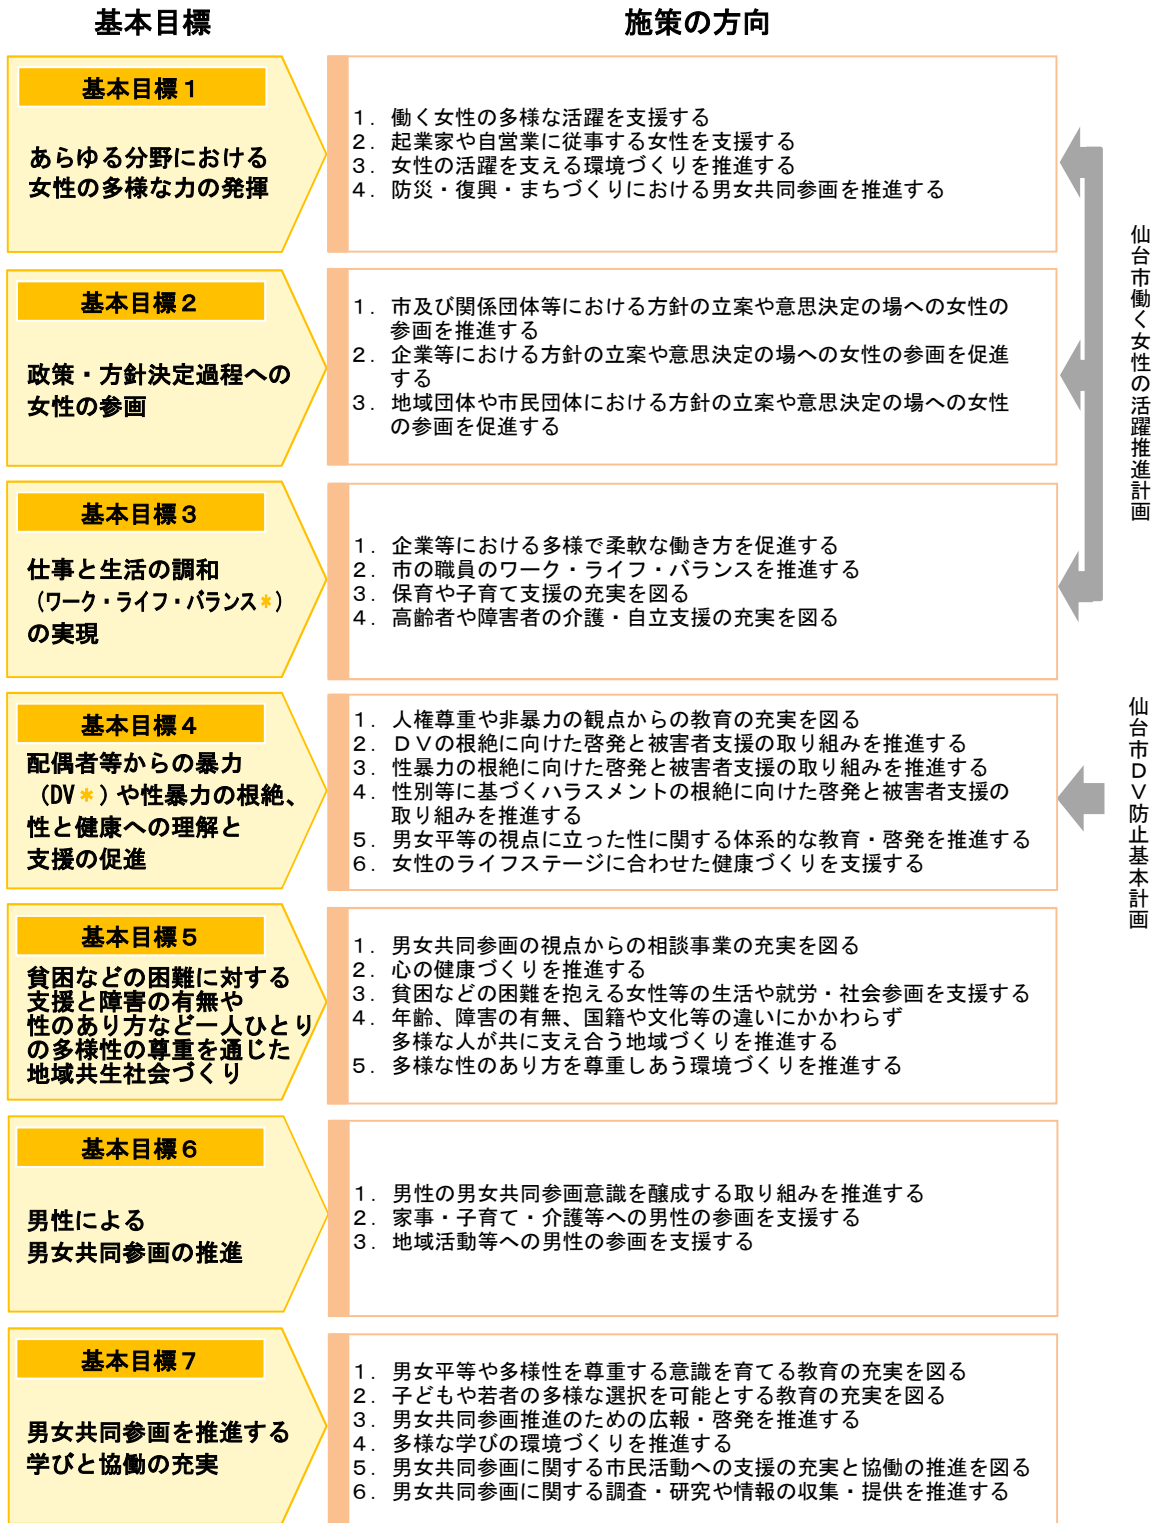 基本目標
施策の方向
基本目標１
あらゆる分野における
女性の多様な力の発揮
１．働く女性の多様な活躍を支援する
２．起業家や自営業に従事する女性を支援する
３．女性の活躍を支える環境づくりを推進する
４．防災・復興・まちづくりにおける男女共同参画を推進する
基本目標２
政策・方針決定過程への
女性の参画
１．市及び関係団体等における方針の立案や意思決定の場への女性の
参画を推進する
２．企業等における方針の立案や意思決定の場への女性の参画を促進
する
３．地域団体や市民団体における方針の立案や意思決定の場への女性
の参画を促進する
基本目標３
仕事と生活の調和
（ワーク・ライフ・バランス＊）
の実現
１．企業等における多様で柔軟な働き方を促進する
２．市の職員のワーク・ライフ・バランスを推進する
３．保育や子育て支援の充実を図る
４．高齢者や障害者の介護・自立支援の充実を図る
仙台市働く女性の活躍推進計画
基本目標４
配偶者等からの暴力
（DV＊）や性暴力の根絶、
性と健康への理解と
支援の促進
１．人権尊重や非暴力の観点からの教育の充実を図る
２．ＤＶの根絶に向けた啓発と被害者支援の取り組みを推進する
３．性暴力の根絶に向けた啓発と被害者支援の取り組みを推進する
４．性別等に基づくハラスメントの根絶に向けた啓発と被害者支援の
取り組みを推進する
５．男女平等の視点に立った性に関する体系的な教育・啓発を推進する
６．女性のライフステージに合わせた健康づくりを支援する
仙台市ＤＶ防止基本計画
基本目標５
貧困などの困難に対する
支援と障害の有無や
性のあり方など一人ひとり
の多様性の尊重を通じた
地域共生社会づくり
１．男女共同参画の視点からの相談事業の充実を図る
２．心の健康づくりを推進する
３．貧困などの困難を抱える女性等の生活や就労・社会参画を支援する
４．年齢、障害の有無、国籍や文化等の違いにかかわらず
多様な人が共に支え合う地域づくりを推進する
５．多様な性のあり方を尊重しあう環境づくりを推進する
基本目標６
男性による
男女共同参画の推進
１．男性の男女共同参画意識を醸成する取り組みを推進する
２．家事・子育て・介護等への男性の参画を支援する
３．地域活動等への男性の参画を支援する
基本目標７
男女共同参画を推進する
学びと協働の充実
１．男女平等や多様性を尊重する意識を育てる教育の充実を図る
２．子どもや若者の多様な選択を可能とする教育の充実を図る
３．男女共同参画推進のための広報・啓発を推進する
４．多様な学びの環境づくりを推進する
５．男女共同参画に関する市民活動への支援の充実と協働の推進を図る
６．男女共同参画に関する調査・研究や情報の収集・提供を推進する